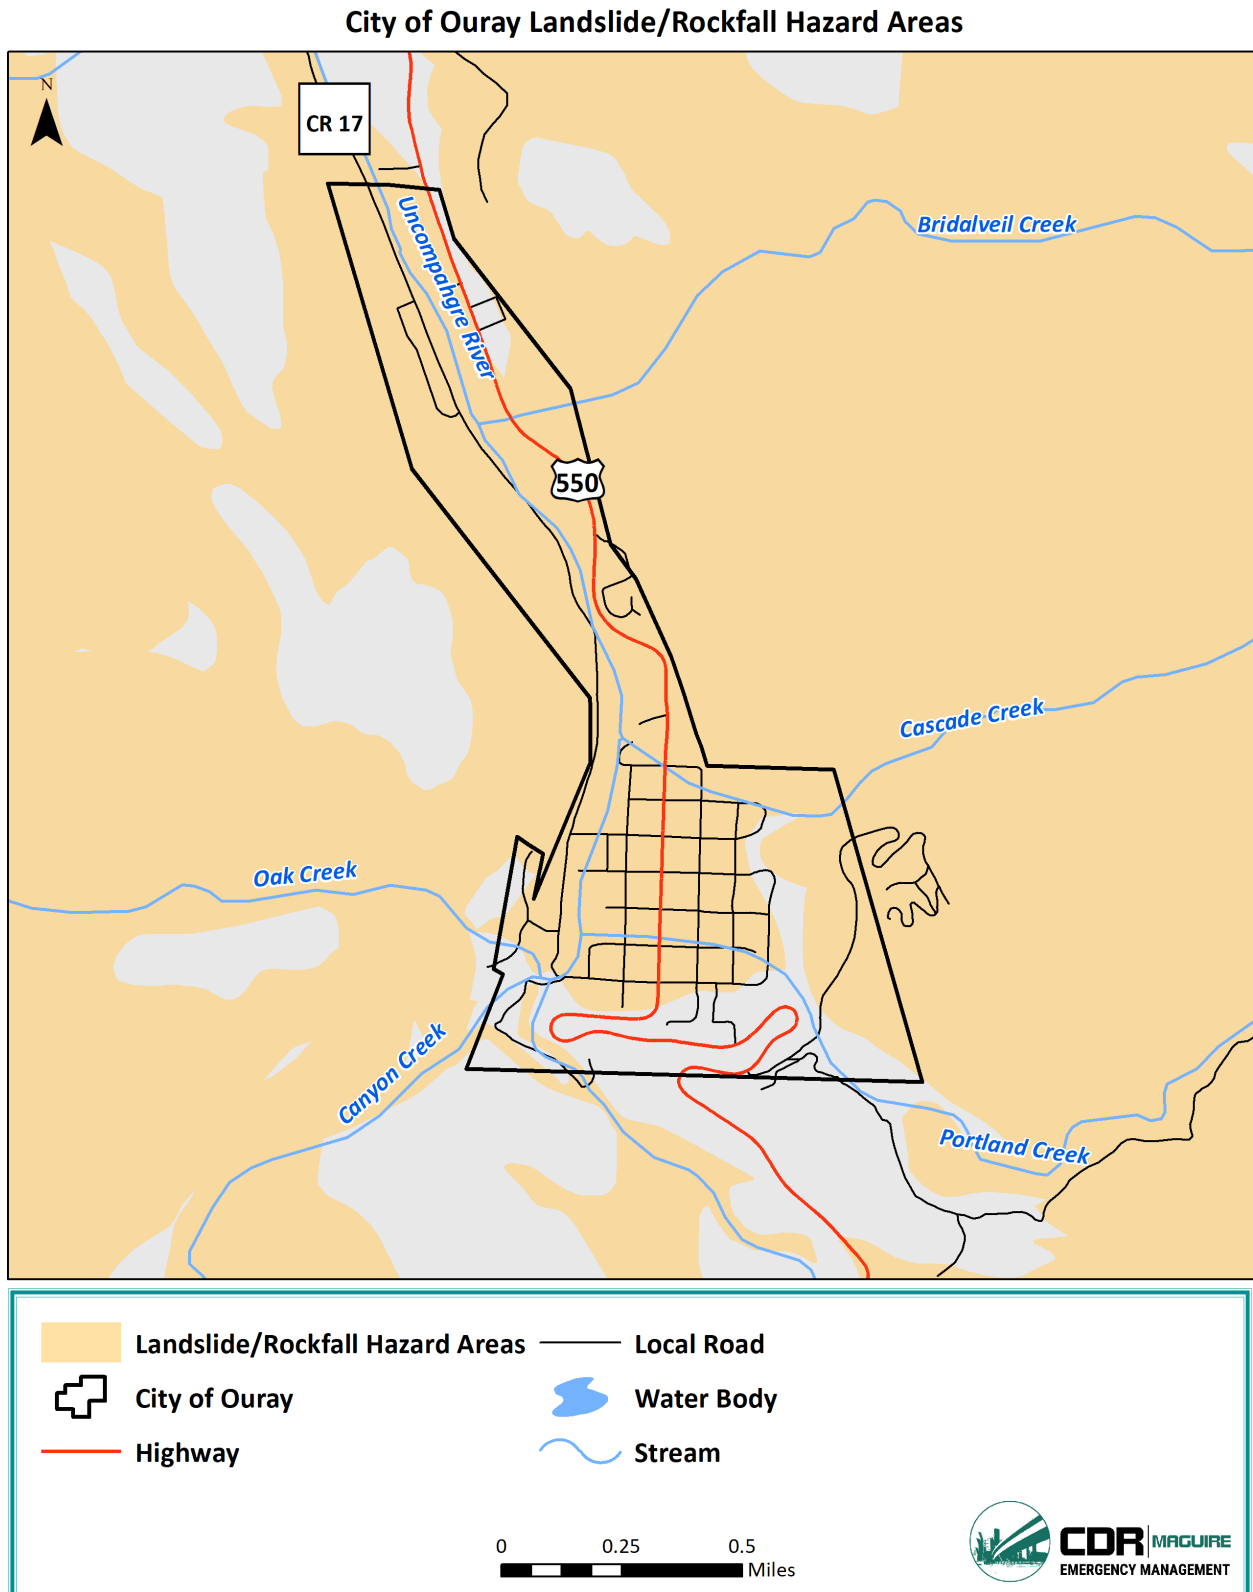 City of Ouray Landslide/Rockfall Hazard Areas
N
CR 17
Uncompahgre River
Bridalveil Creek
550
Cascade Creek
Oak Creek
Canyon Creek
Portland Creek
Landslide/Rockfall Hazard Areas
Local Road
City of Ouray
Water Body
Highway
Stream
0 0.25 0.5
Miles
CDR MAGUIRE
EMERGENCY MANAGEMENT